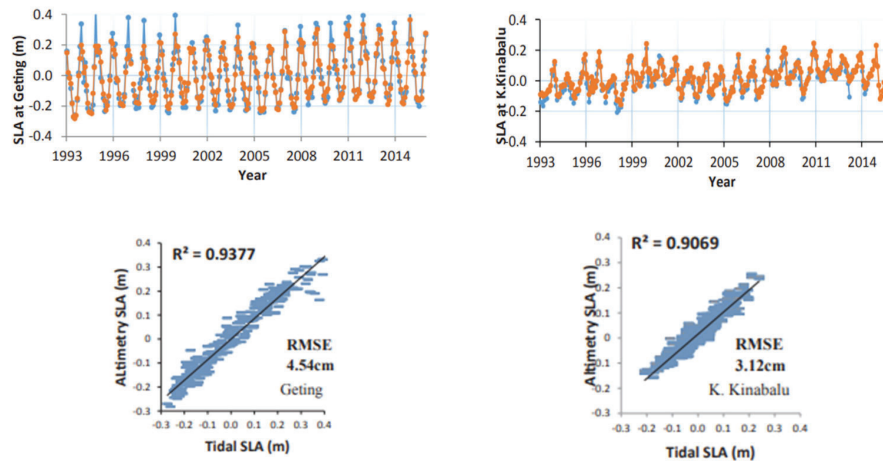 SLA at Geting (m)
0.4
0.2
0.0
-0.2
-0.4
1993 1996 1999 2002 2005 2008 2011 2014
Year
SLA at K.Kinabalu
0.4
0.2
0.0
-0.2
-0.4
1993 1996 1999 2002 2005 2008 2011 2014
Year
Altimetry SLA (m)
R² = 0.9377
0.4
0.3
0.2
0.1
0
-0.1
-0.2
-0.3
RMSE
4.54cm
Geting
-0.3 -0.2 -0.1 0.0 0.1 0.2 0.3 0.4
Tidal SLA (m)
Altimetry SLA (m)
R² = 0.9069
0.4
0.3
0.2
0.1
0
-0.1
-0.2
-0.3
RMSE
3.12cm
K. Kinabalu
-0.3 -0.2 -0.1 0.0 0.1 0.2 0.3 0.4
Tidal SLA (m)